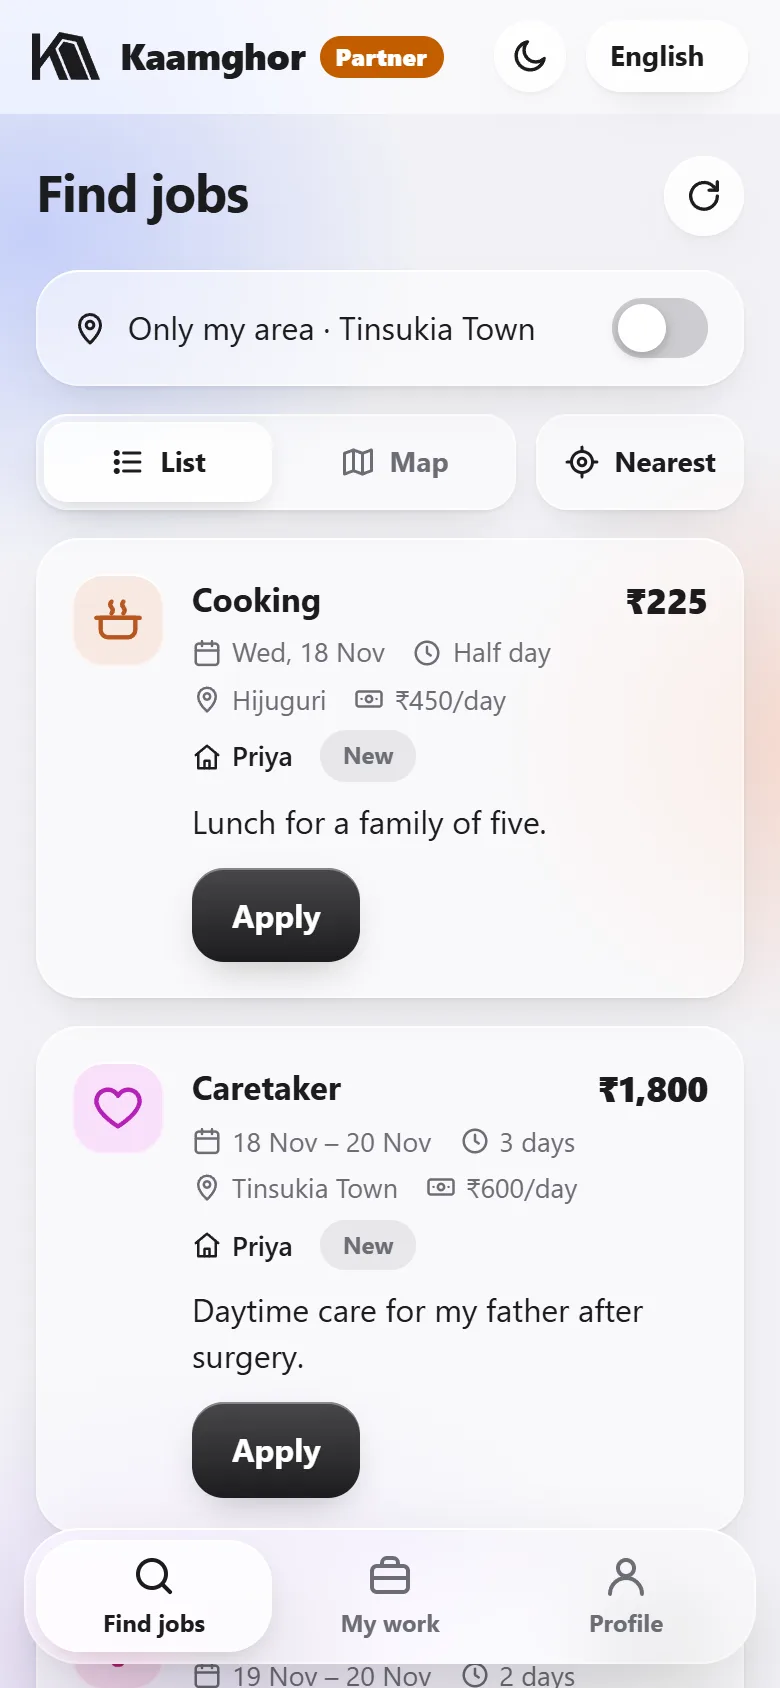 Kaamghor Partner English
Find jobs
Only my area · Tinsukia Town
List Map Nearest
Cooking ₹225
Wed, 18 Nov Half day
Hijuguri ₹450/day
Priya New
Lunch for a family of five.
Apply
Caretaker ₹1,800
18 Nov – 20 Nov 3 days
Tinsukia Town ₹600/day
Priya New
Daytime care for my father after
surgery.
Apply
Find jobs My work Profile
19 Nov – 20 Nov 2 days